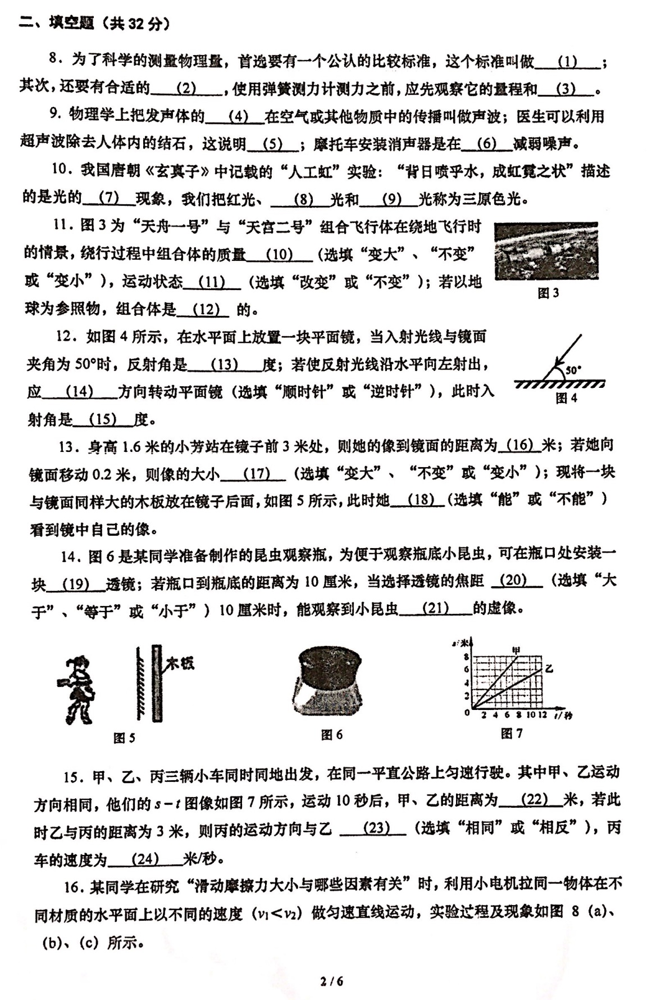 二、填空题（共 32 分）
8．为了科学的测量物理量，首选要有一个公认的比较标准，这个标准叫做 (1) ；
其次，还要有合适的 (2) ，使用弹簧测力计测力之前，应先观察它的量程和 (3) 。
9. 物理学上把发声体的 (4) 在空气或其他物质中的传播叫做声波；医生可以利用
超声波除去人体内的结石，这说明 (5) ；摩托车安装消声器是在 (6) 减弱噪声。
10．我国唐朝《玄真子》中记载的“人工虹”实验：“背日喷乎水，成虹霓之状”描述
的是光的 (7) 现象，我们把红光、 (8) 光和 (9) 光称为三原色光。
11．图 3 为“天舟一号”与“天宫二号”组合飞行体在绕地飞行时
的情景，绕行过程中组合体的质量 (10) （选填“变大”、“不变”
或“变小”），运动状态 (11) （选填“改变”或“不变”）；若以地
球为参照物，组合体是 (12) 的。
图 3
12．如图 4 所示，在水平面上放置一块平面镜，当入射光线与镜面
夹角为 50°时，反射角是 (13) 度；若使反射光线沿水平向左射出，
应 (14) 方向转动平面镜（选填“顺时针”或“逆时针”），此时入
射角是 (15) 度。
50°
图 4
13．身高 1.6 米的小芳站在镜子前 3 米处，则她的像到镜面的距离为 (16) 米；若她向
镜面移动 0.2 米，则像的大小 (17) （选填“变大”、“不变”或“变小”）；现将一块
与镜面同样大的木板放在镜子后面，如图 5 所示，此时她 (18) （选填“能”或“不能”）
看到镜中自己的像。
14．图 6 是某同学准备制作的昆虫观察瓶，为便于观察瓶底小昆虫，可在瓶口处安装一
块 (19) 透镜；若瓶口到瓶底的距离为 10 厘米，当选择透镜的焦距 (20) （选填“大
于”、“等于”或“小于”）10 厘米时，能观察到小昆虫 (21) 的虚像。
木板
图 5
图 6
s/米
甲
8
6
乙
4
2
0 2 4 6 8 10 12 t/秒
图 7
15．甲、乙、丙三辆小车同时同地出发，在同一平直公路上匀速行驶。其中甲、乙运动
方向相同，他们的 s－t 图像如图 7 所示，运动 10 秒后，甲、乙的距离为 (22) 米，若此
时乙与丙的距离为 3 米，则丙的运动方向与乙 (23) （选填“相同”或“相反”），丙
车的速度为 (24) 米/秒。
16．某同学在研究“滑动摩擦力大小与哪些因素有关”时，利用小电机拉同一物体在不
同材质的水平面上以不同的速度（v₁＜v₂）做匀速直线运动，实验过程及现象如图 8（a）、
（b）、（c）所示。
2 / 6